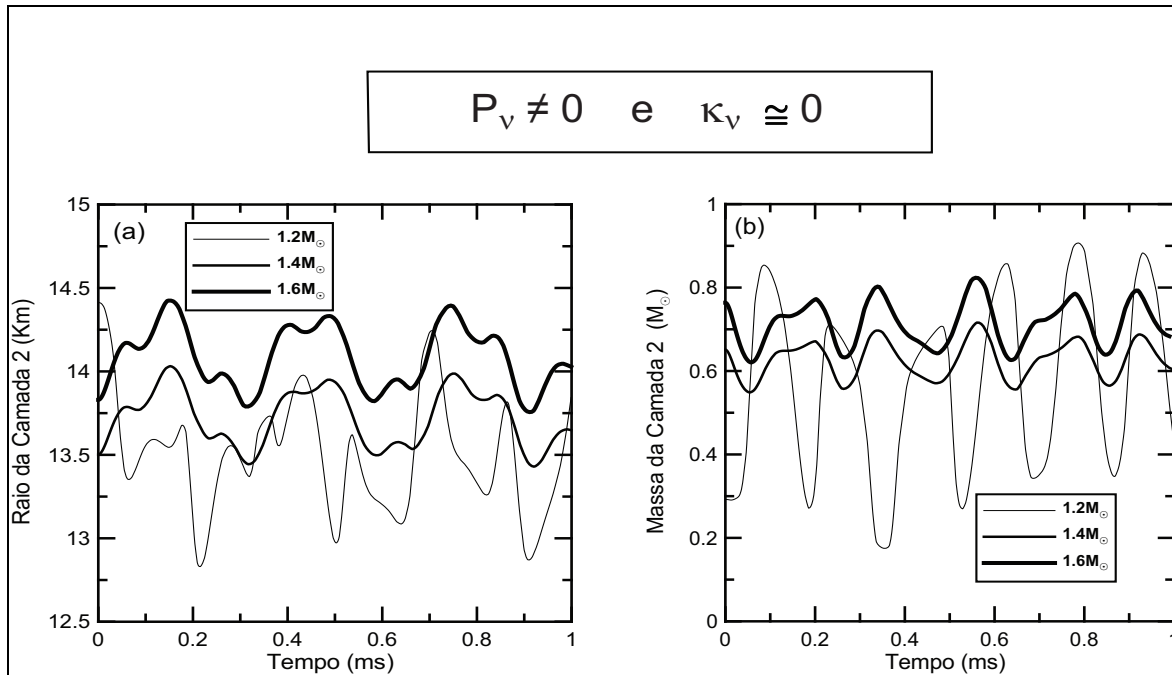 Pν ≠ 0 e κν ≅ 0
15
14.5
14
13.5
13
12.5
Raio da Camada 2 (Km)
(a)
1.2M☉
1.4M☉
1.6M☉
0 0.2 0.4 0.6 0.8 1
Tempo (ms)
1
0.8
0.6
0.4
0.2
0
Massa da Camada 2 (M☉)
(b)
1.2M☉
1.4M☉
1.6M☉
0 0.2 0.4 0.6 0.8 1
Tempo (ms)